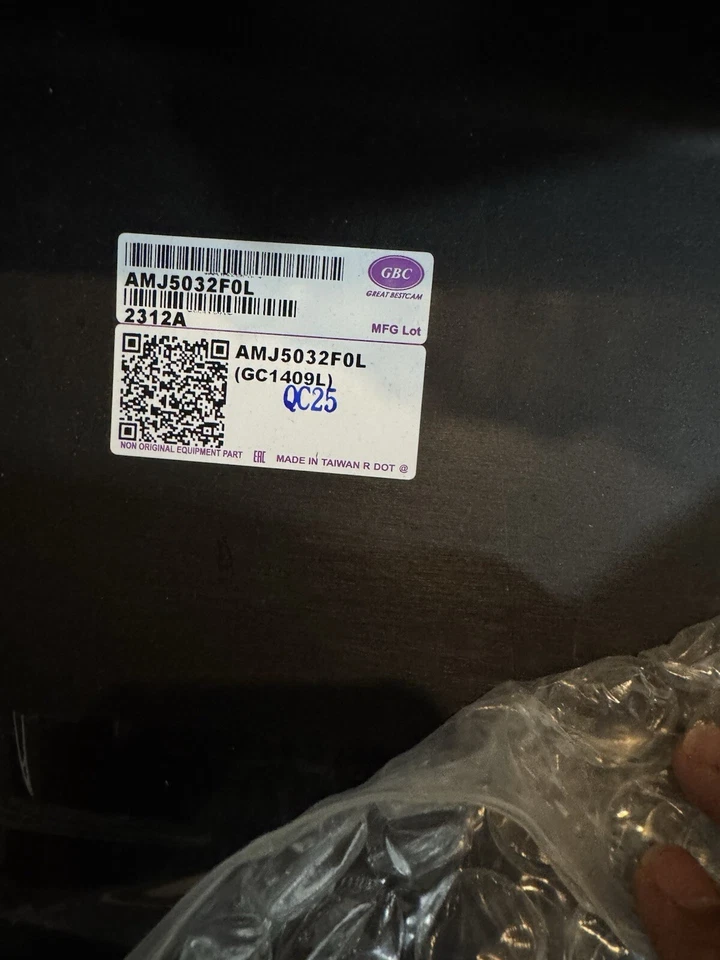 AMJ5032F0L
GBC
GREAT BESTCAM
2312A
MFG Lot
AMJ5032F0L
(GC1409L)
QC25
NON ORIGINAL EQUIPMENT PART EAC MADE IN TAIWAN R DOT @